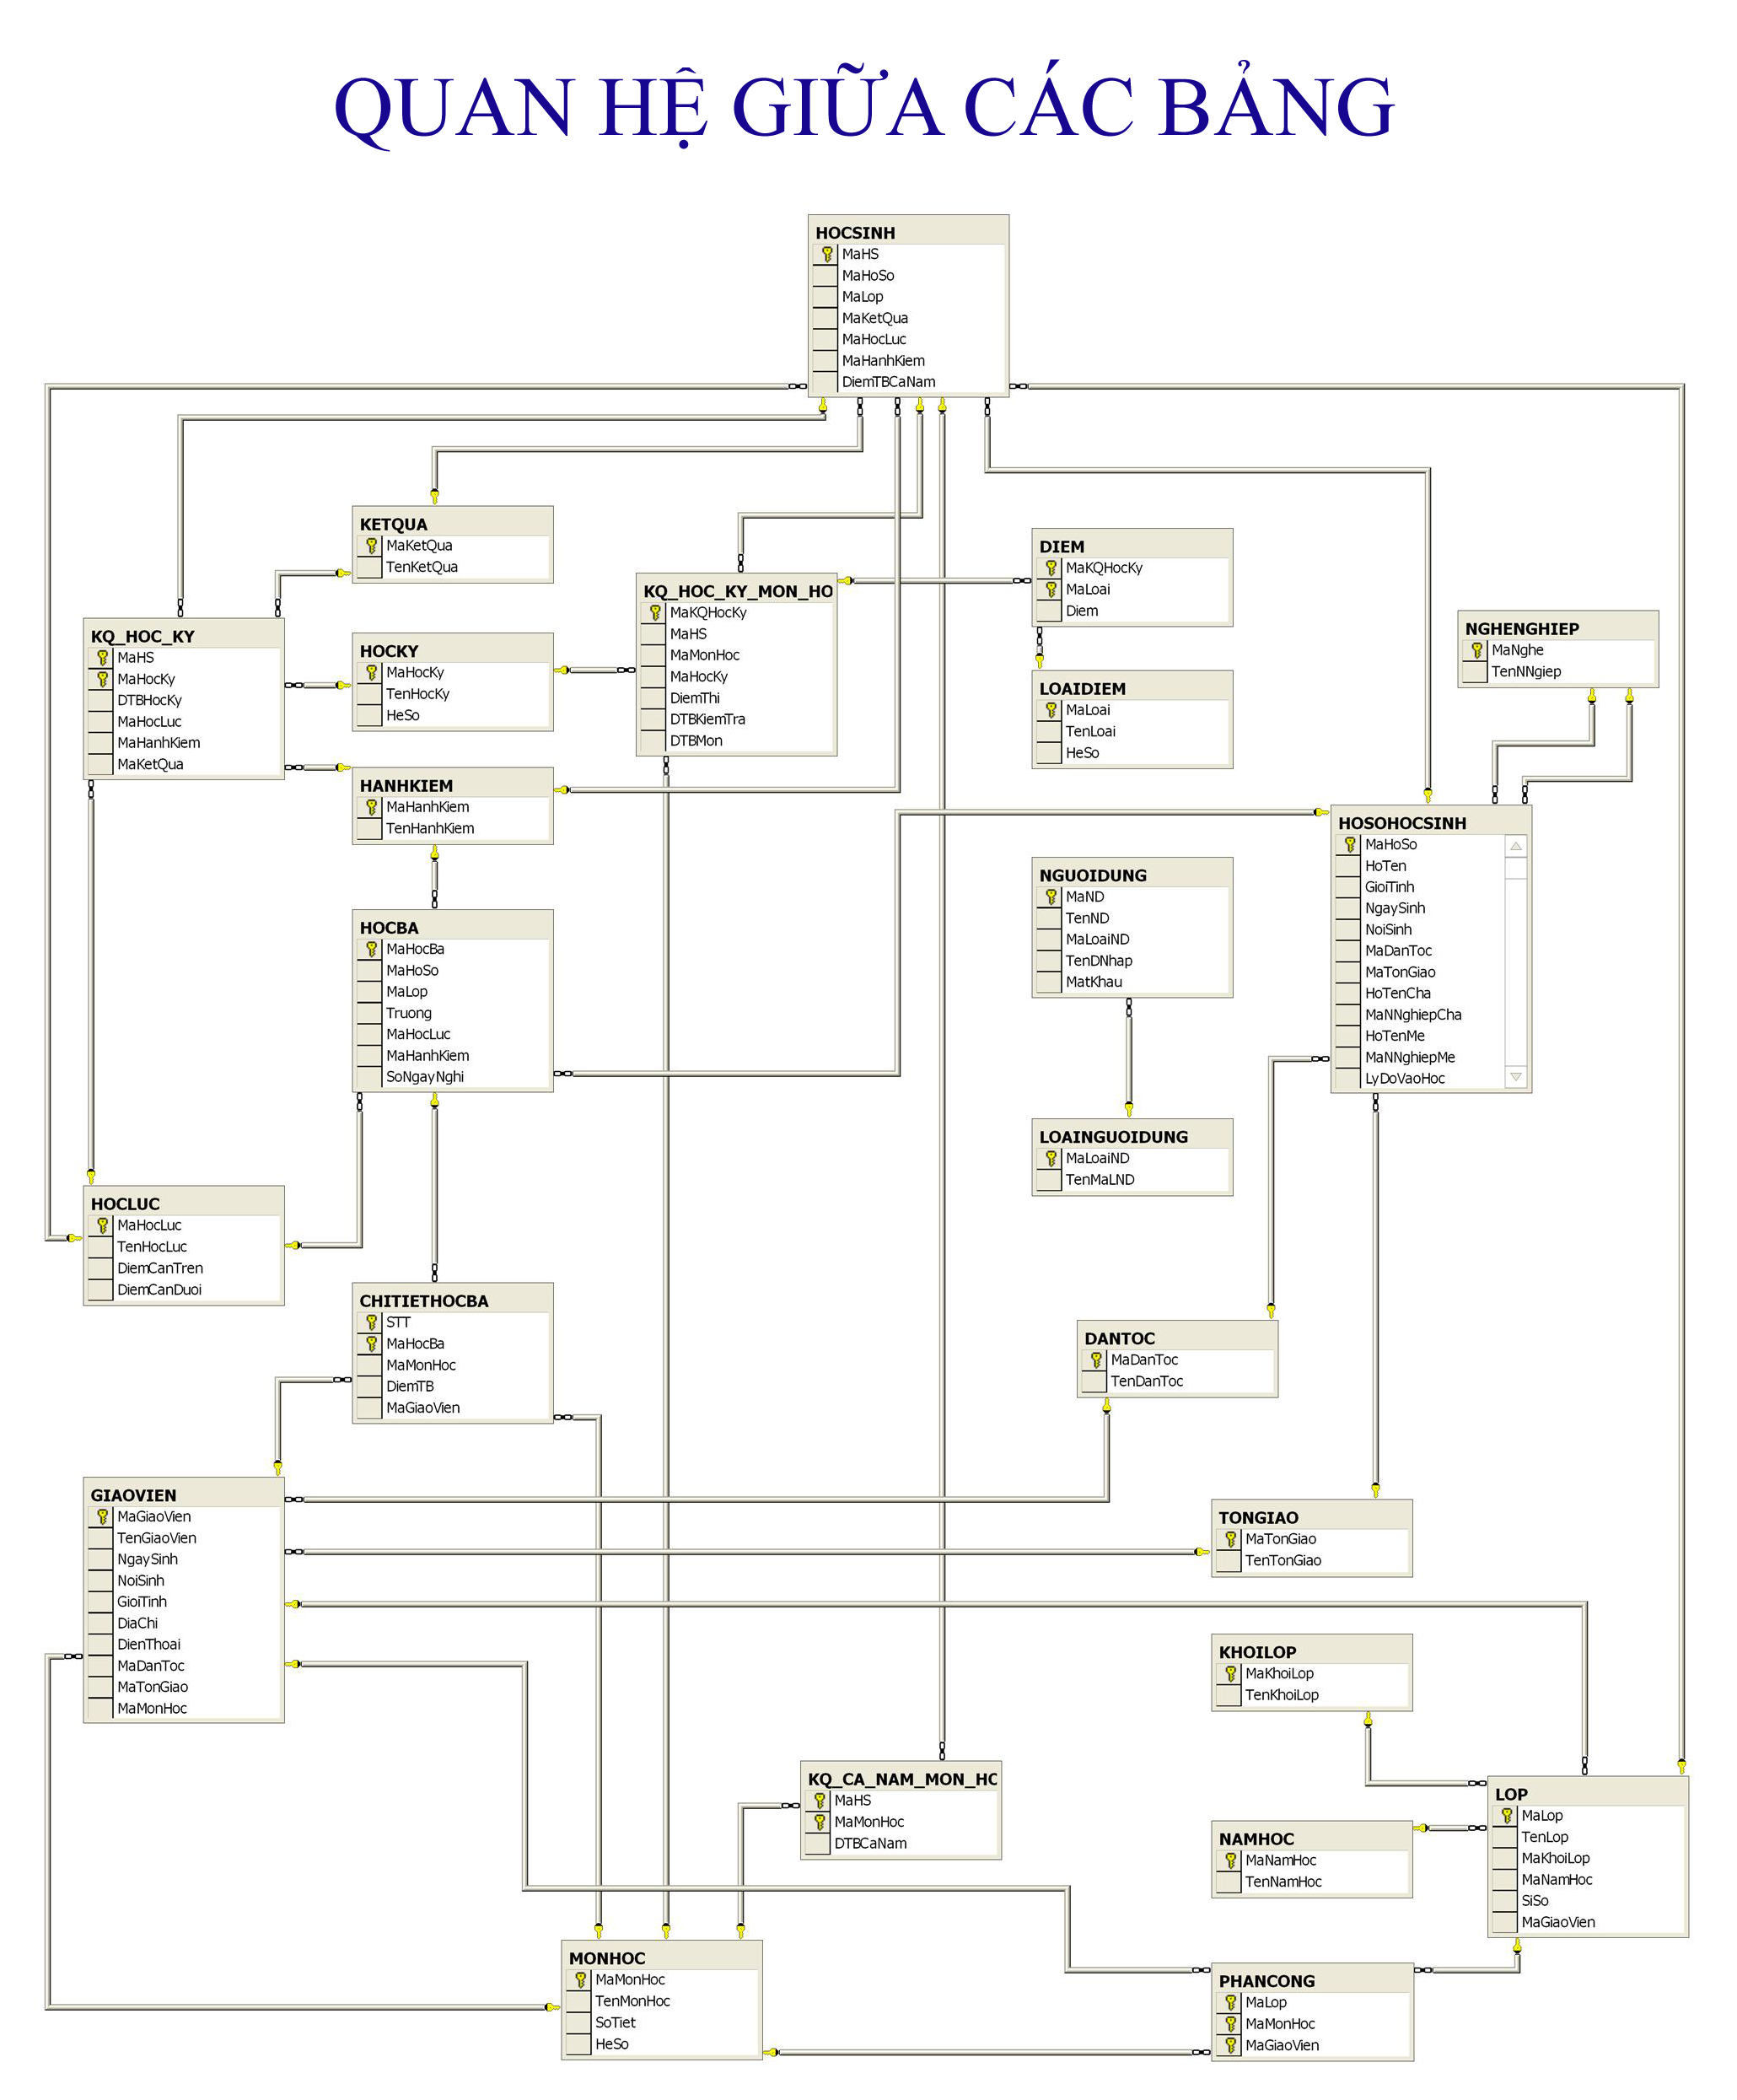 QUAN HỆ GIỮA CÁC BẢNG
HOCSINH
MaHS
MaHoSo
MaLop
MaKetQua
MaHocLuc
MaHanhKiem
DiemTBCaNam
KETQUA
MaKetQua
TenKetQua
KQ_HOC_KY
MaHS
MaHocKy
DTBHocKy
MaHocLuc
MaHanhKiem
MaKetQua
HOCKY
MaHocKy
TenHocKy
HeSo
KQ_HOC_KY_MON_HO
MaKQHocKy
MaHS
MaMonHoc
MaHocKy
DiemThi
DTBKiemTra
DTBMon
DIEM
MaKQHocKy
MaLoai
Diem
LOAIDIEM
MaLoai
TenLoai
HeSo
NGHENGHIEP
MaNghe
TenNNgiep
HANHKIEM
MaHanhKiem
TenHanhKiem
HOSOHOCSINH
MaHoSo
HoTen
GioiTinh
NgaySinh
NoiSinh
MaDanToc
MaTonGiao
HoTenCha
MaNNghiepCha
HoTenMe
MaNNghiepMe
LyDoVaoHoc
NGUOIDUNG
MaND
TenND
MaLoaiND
TenDNhap
MatKhau
HOCBA
MaHocBa
MaHoSo
MaLop
Truong
MaHocLuc
MaHanhKiem
SoNgayNghi
LOAINGUOIDUNG
MaLoaiND
TenMaLND
HOCLUC
MaHocLuc
TenHocLuc
DiemCanTren
DiemCanDuoi
CHITIETHOCBA
STT
MaHocBa
MaMonHoc
DiemTB
MaGiaoVien
DANTOC
MaDanToc
TenDanToc
GIAOVIEN
MaGiaoVien
TenGiaoVien
NgaySinh
NoiSinh
GioiTinh
DiaChi
DienThoai
MaDanToc
MaTonGiao
MaMonHoc
TONGIAO
MaTonGiao
TenTonGiao
KHOILOP
MaKhoiLop
TenKhoiLop
KQ_CA_NAM_MON_HO
MaHS
MaMonHoc
DTBCaNam
LOP
MaLop
TenLop
MaKhoiLop
MaNamHoc
SiSo
MaGiaoVien
NAMHOC
MaNamHoc
TenNamHoc
MONHOC
MaMonHoc
TenMonHoc
SoTiet
HeSo
PHANCONG
MaLop
MaMonHoc
MaGiaoVien